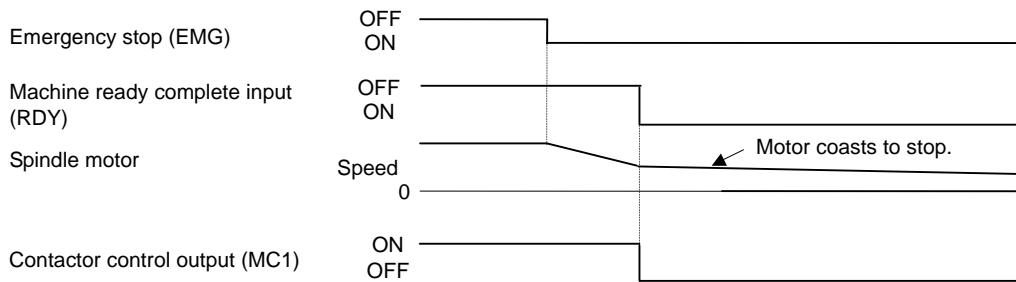 Emergency stop (EMG)
OFF
ON
Machine ready complete input
(RDY)
OFF
ON
Spindle motor
Speed
0
Motor coasts to stop.
Contactor control output (MC1)
ON
OFF